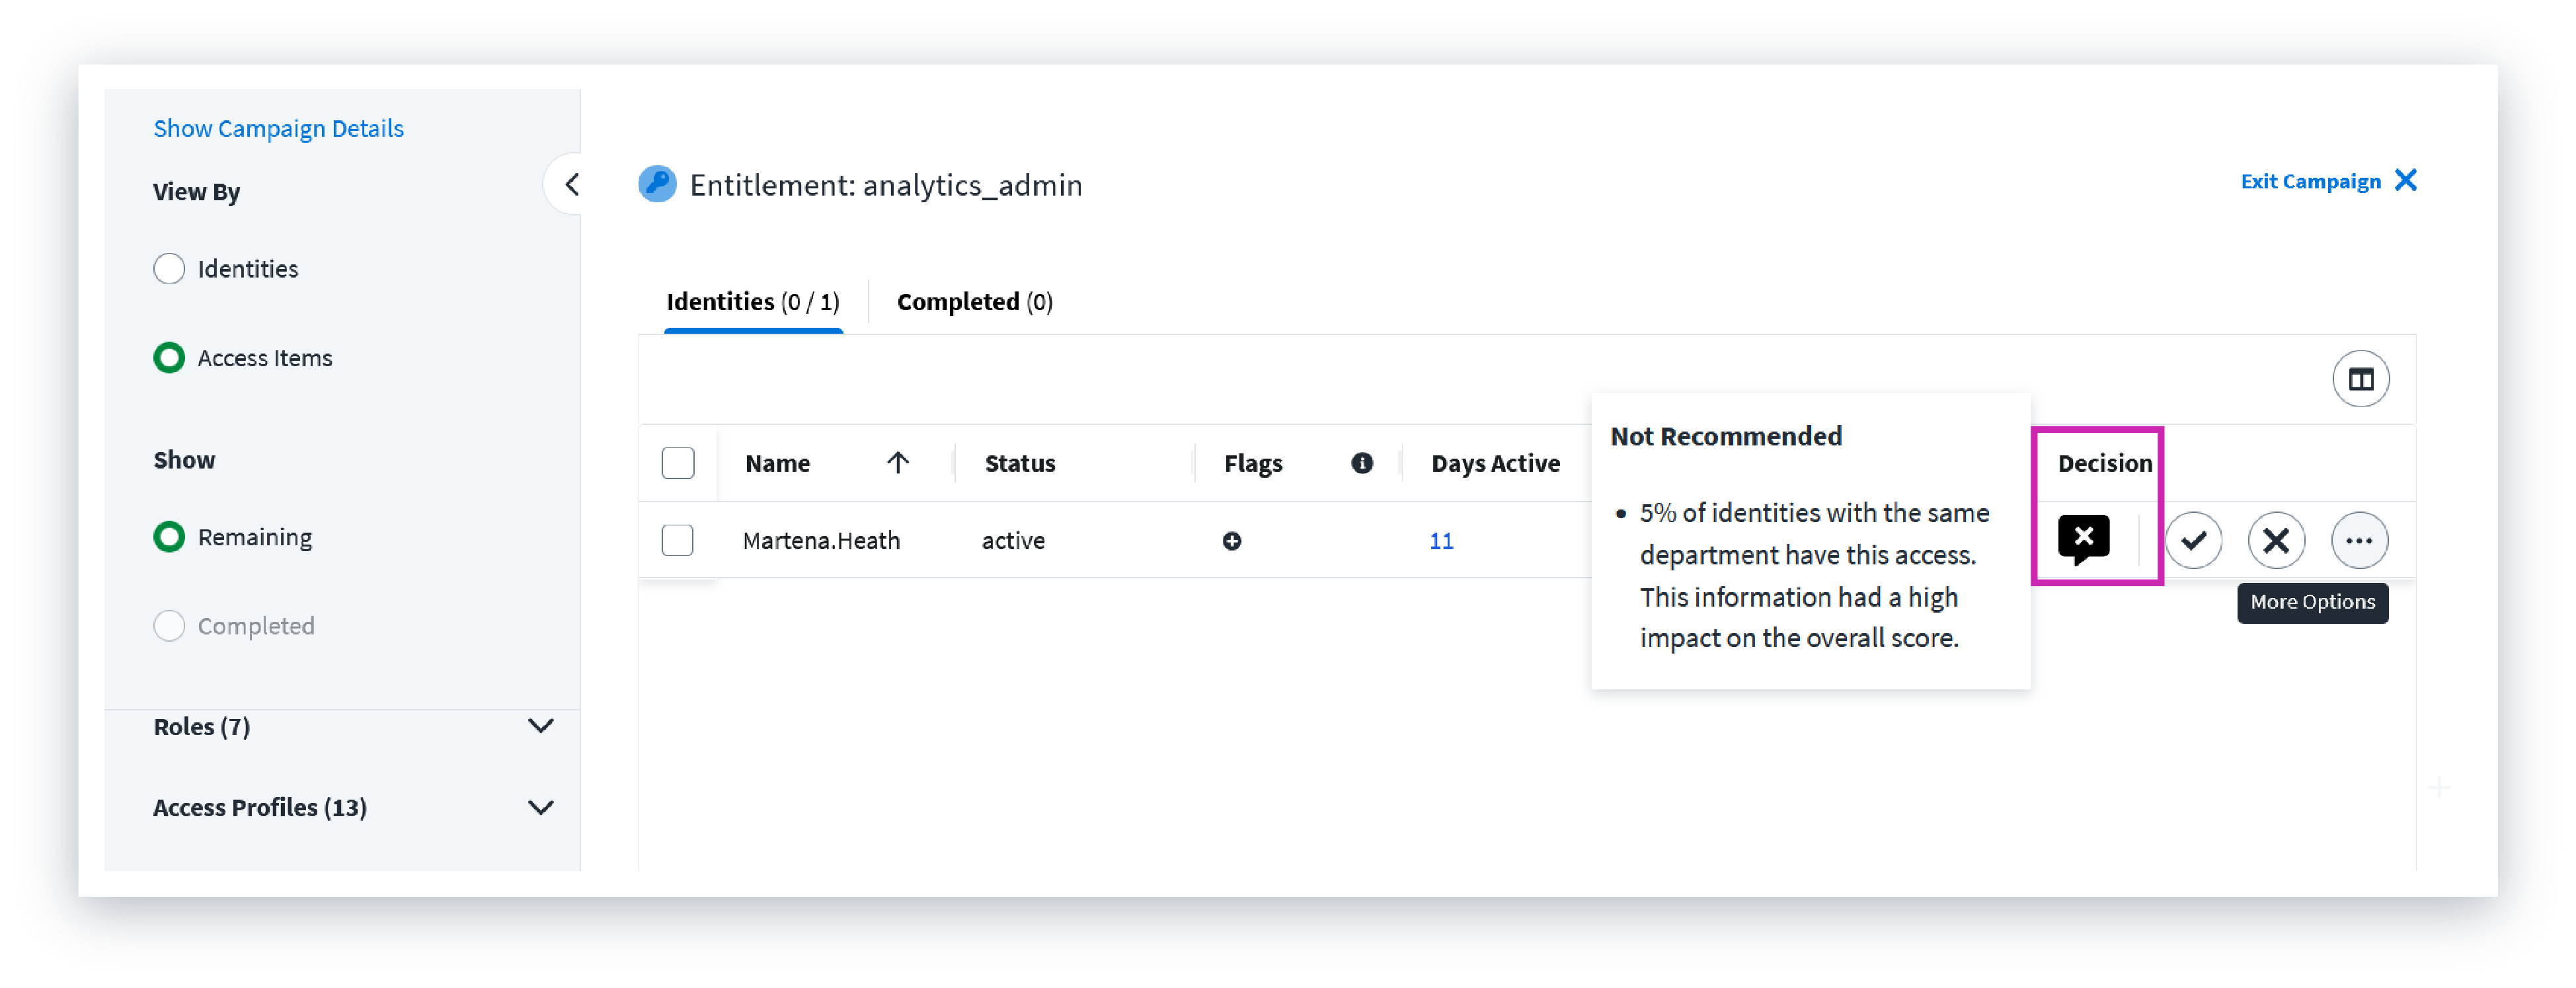 Show Campaign Details
View By
Identities
Access Items
Show
Remaining
Completed
Roles (7)
Access Profiles (13)
Entitlement: analytics_admin
Exit Campaign
Identities (0 / 1)
Completed (0)
Name
Status
Flags
Days Active
Decision
Martena.Heath
active
11
Not Recommended
• 5% of identities with the same
department have this access.
This information had a high
impact on the overall score.
More Options